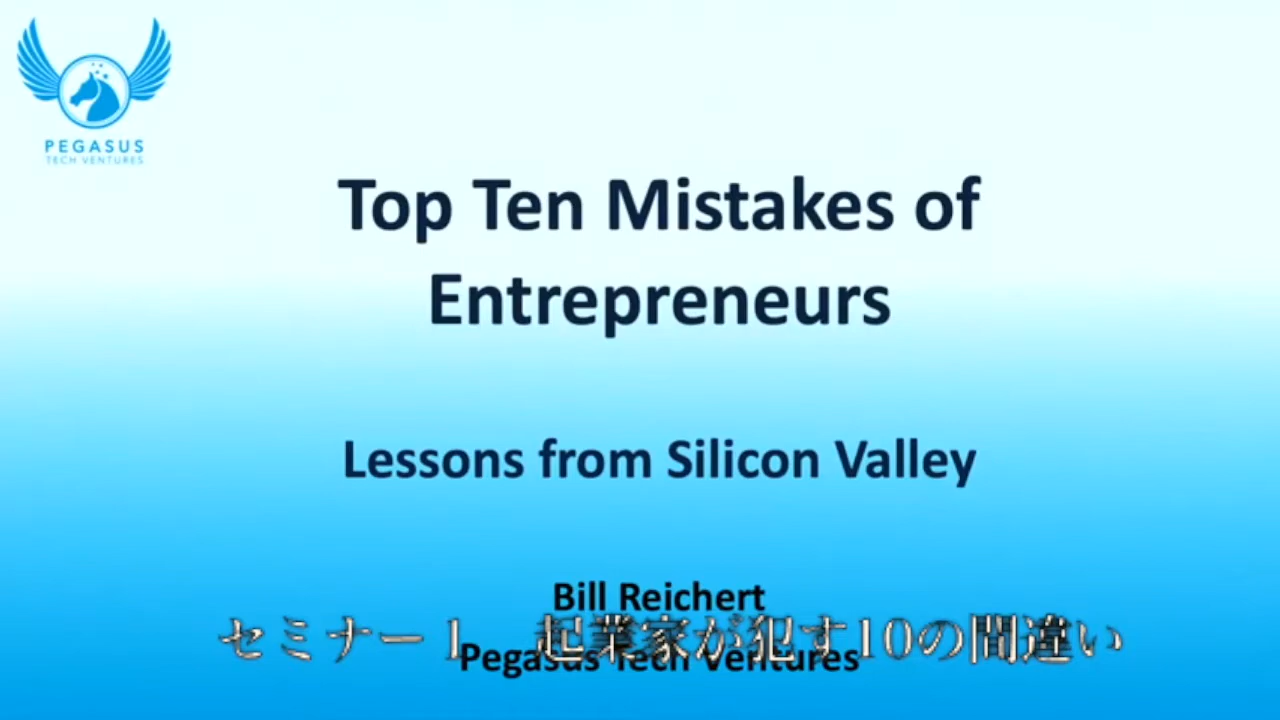 PEGASUS
TECH VENTURES
Top Ten Mistakes of
Entrepreneurs
Lessons from Silicon Valley
Bill Reichert
セミナー1 起業家が犯す10の間違い
Pegasus Tech Ventures